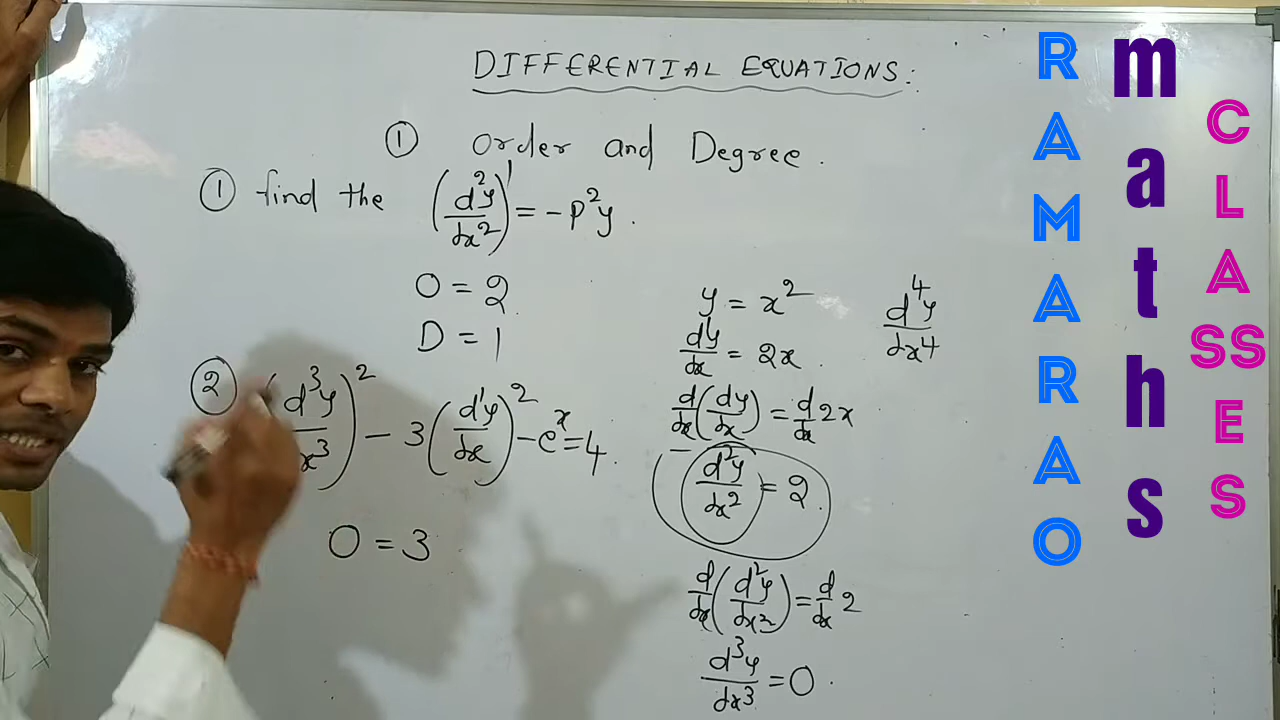 DIFFERENTIAL EQUATIONS:
① Order and Degree.
① find the (d²y/dx²)¹ = -p²y.
O = 2
D = 1
② (d³y/x³)² - 3(d¹y/dx)² - eˣ = 4.
O = 3
y = x²
dy/dx = 2x.
d/dx(dy/dx) = d/dx 2x
d²y/dx² = 2.
d/dx(d²y/dx²) = d/dx 2
d³y/dx³ = 0.
d⁴y/dx⁴
RAMARAO
maths
CLASSES